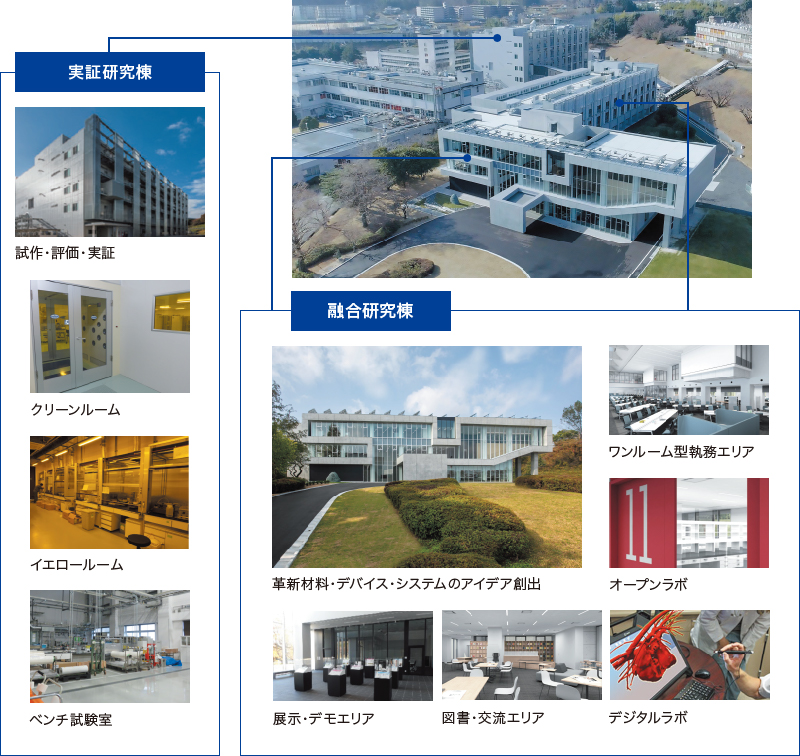 実証研究棟
試作・評価・実証
クリーンルーム
イエロールーム
ベンチ試験室
融合研究棟
革新材料・デバイス・システムのアイデア創出
展示・デモエリア
図書・交流エリア
ワンルーム型執務エリア
11
オープンラボ
デジタルラボ